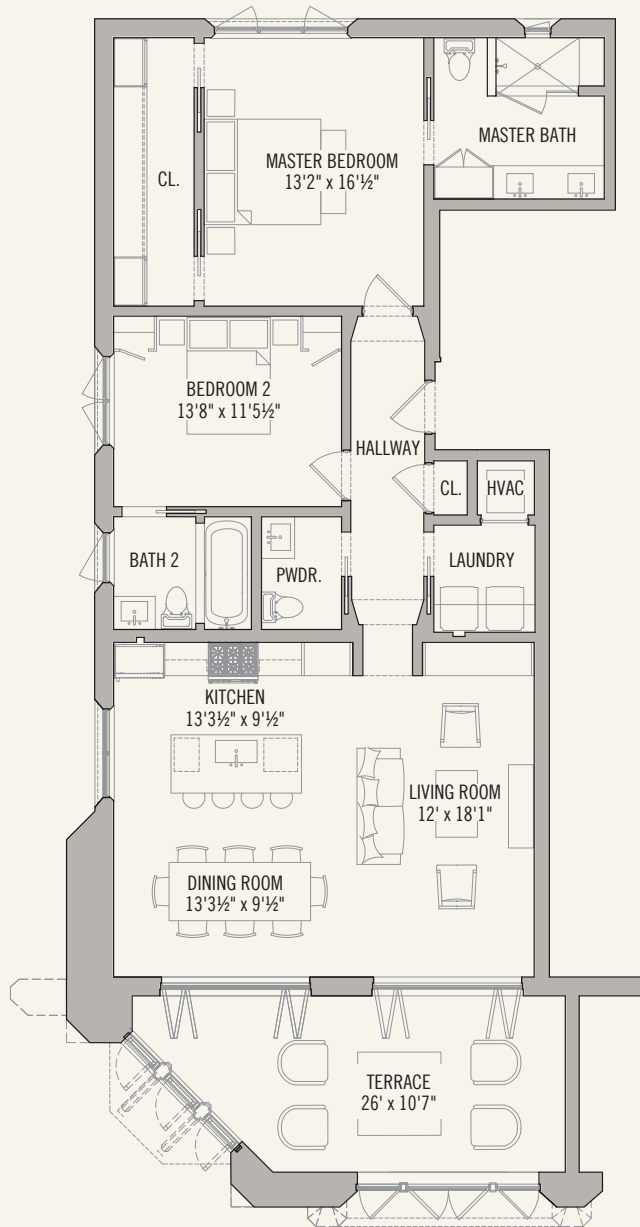 MASTER BATH
MASTER BEDROOM
13'2" x 16'½"
CL.
BEDROOM 2
13'8" x 11'5½"
HALLWAY
CL.
HVAC
BATH 2
PWDR.
LAUNDRY
KITCHEN
13'3½" x 9'½"
LIVING ROOM
12' x 18'1"
DINING ROOM
13'3½" x 9'½"
TERRACE
26' x 10'7"